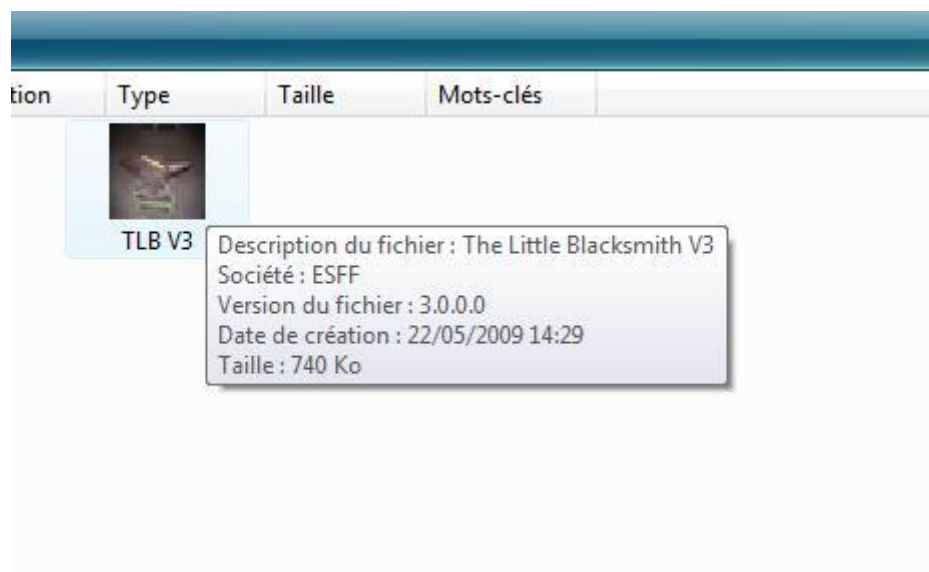 tion Type Taille Mots-clés
TLB V3
Description du fichier : The Little Blacksmith V3
Société : ESFF
Version du fichier : 3.0.0.0
Date de création : 22/05/2009 14:29
Taille : 740 Ko